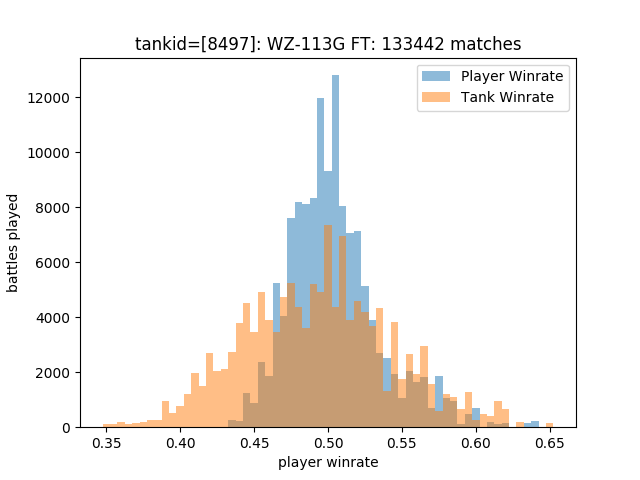 tankid=[8497]: WZ-113G FT: 133442 matches
Player Winrate
Tank Winrate
battles played
12000
10000
8000
6000
4000
2000
0
0.35 0.40 0.45 0.50 0.55 0.60 0.65
player winrate